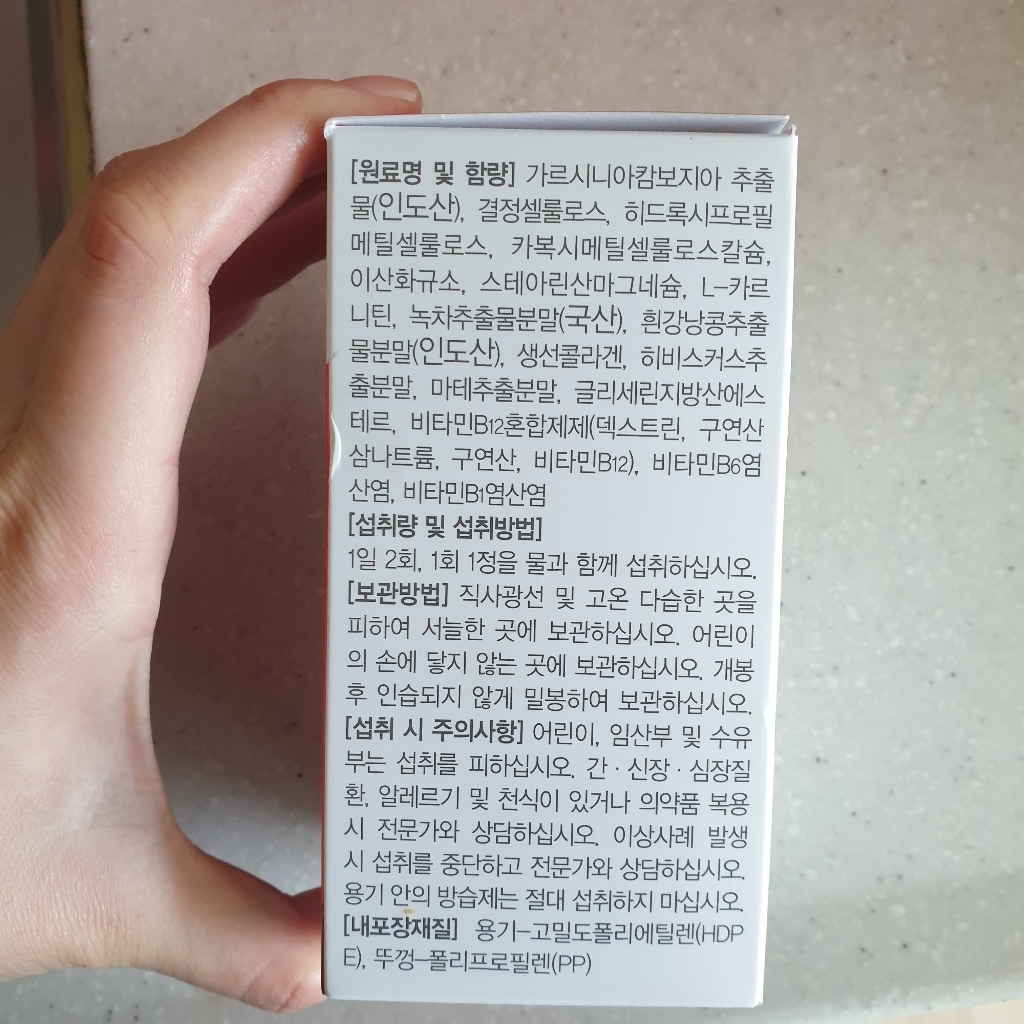 [원료명 및 함량] 가르시니아캄보지아 추출
물(인도산), 결정셀룰로스, 히드록시프로필
메틸셀룰로스, 카복시메틸셀룰로스칼슘,
이산화규소, 스테아린산마그네슘, L-카르
니틴, 녹차추출물분말(국산), 흰강낭콩추출
물분말(인도산), 생선콜라겐, 히비스커스추
출분말, 마테추출분말, 글리세린지방산에스
테르, 비타민B12혼합제제(덱스트린, 구연산
삼나트륨, 구연산, 비타민B12), 비타민B6염
산염, 비타민B1염산염
[섭취량 및 섭취방법]
1일 2회, 1회 1정을 물과 함께 섭취하십시오.
[보관방법] 직사광선 및 고온 다습한 곳을
피하여 서늘한 곳에 보관하십시오. 어린이
의 손에 닿지 않는 곳에 보관하십시오. 개봉
후 인습되지 않게 밀봉하여 보관하십시오.
[섭취 시 주의사항] 어린이, 임산부 및 수유
부는 섭취를 피하십시오. 간·신장·심장질
환, 알레르기 및 천식이 있거나 의약품 복용
시 전문가와 상담하십시오. 이상사례 발생
시 섭취를 중단하고 전문가와 상담하십시오.
용기 안의 방습제는 절대 섭취하지 마십시오.
[내포장재질] 용기-고밀도폴리에틸렌(HDP
E), 뚜껑-폴리프로필렌(PP)